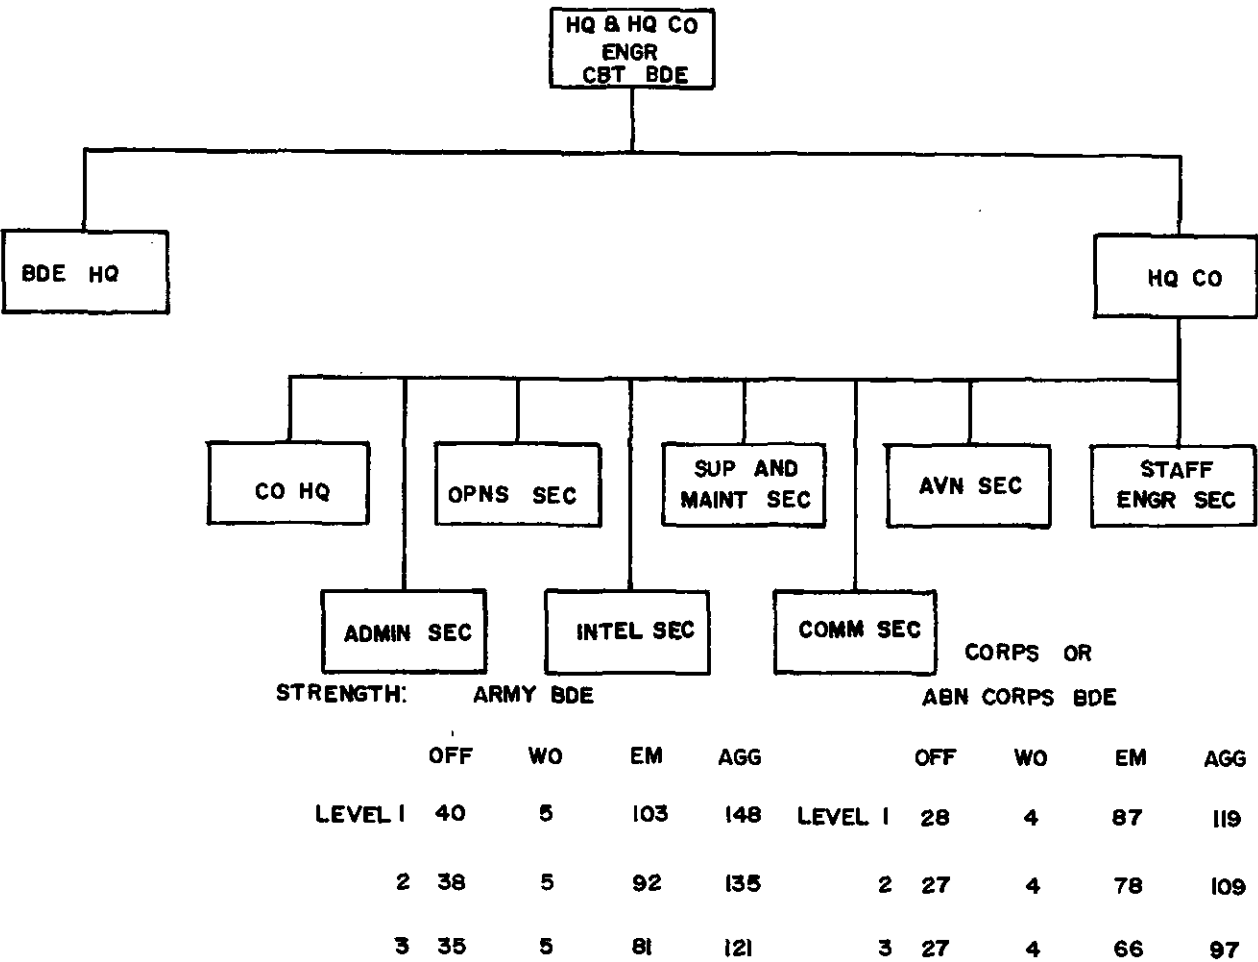 HQ & HQ CO
ENGR
CBT BDE
BDE HQ
HQ CO
CO HQ
OPNS SEC
SUP AND
MAINT SEC
AVN SEC
STAFF
ENGR SEC
ADMIN SEC
INTEL SEC
COMM SEC
STRENGTH: ARMY BDE
CORPS OR
ABN CORPS BDE
OFF WO EM AGG OFF WO EM AGG
LEVEL 1 40 5 103 148 LEVEL 1 28 4 87 119
2 38 5 92 135 2 27 4 78 109
3 35 5 81 121 3 27 4 66 97